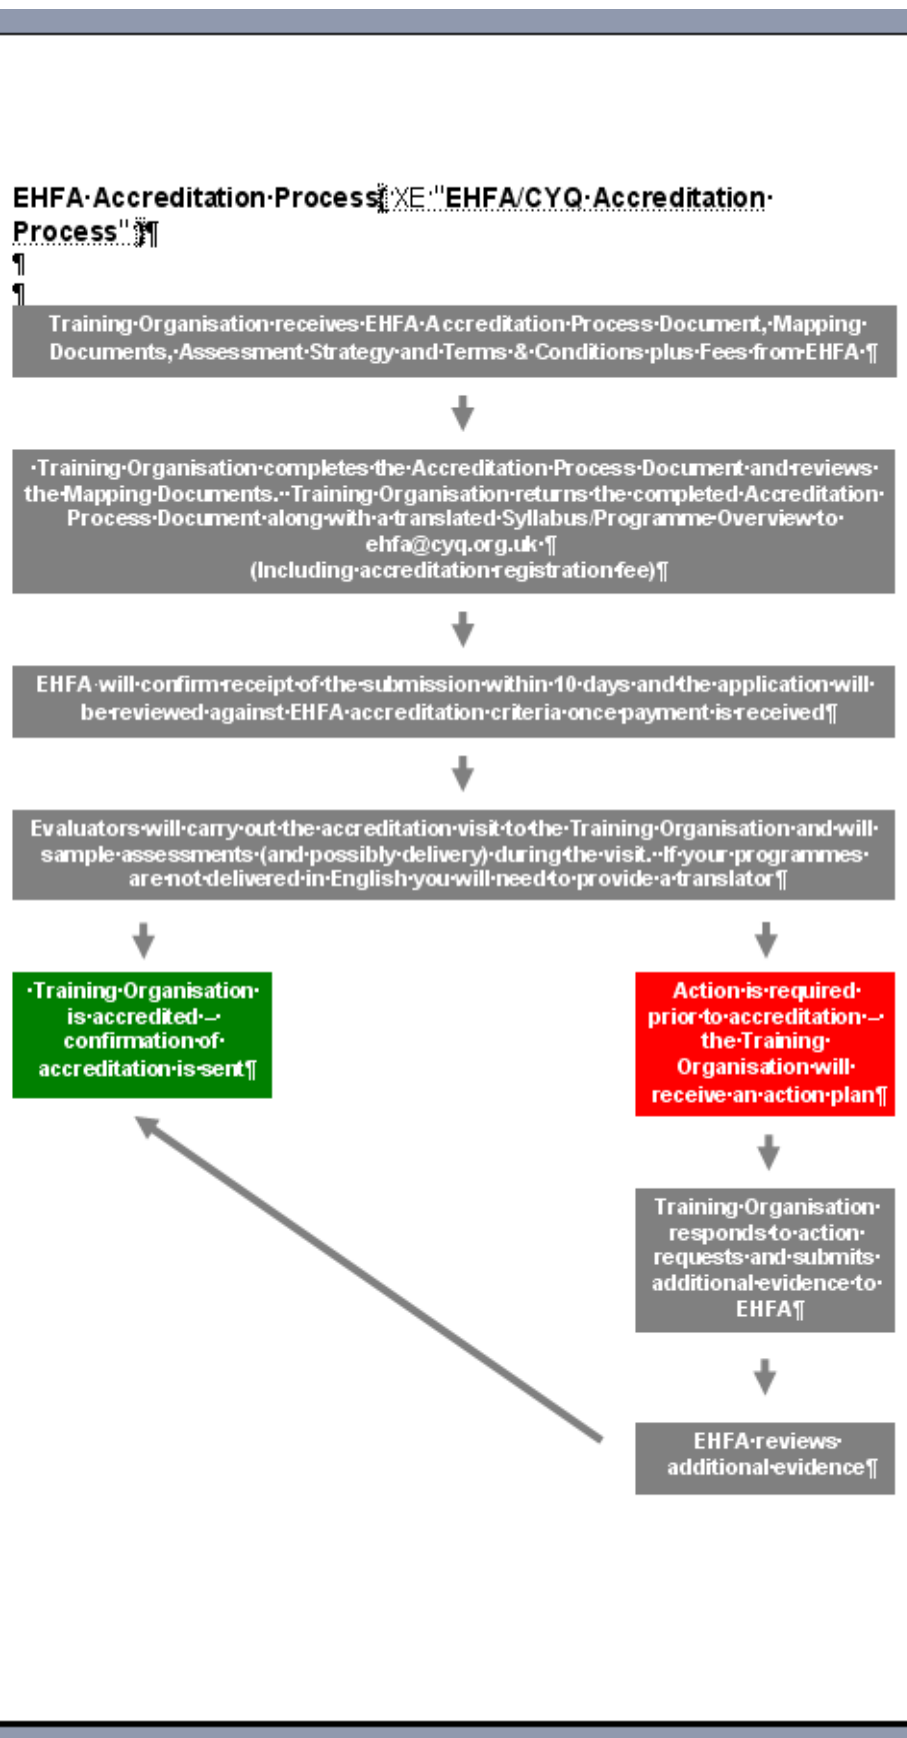 EHFA·Accreditation·Process{·XE·"EHFA/CYQ·Accreditation·
Process"·}¶
¶
¶
Training·Organisation·receives·EHFA·Accreditation·Process·Document,·Mapping·
Documents,·Assessment·Strategy·and·Terms·&·Conditions·plus·Fees·from·EHFA·¶
·Training·Organisation·completes·the·Accreditation·Process·Document·and·reviews·
the·Mapping·Documents.··Training·Organisation·returns·the·completed·Accreditation·
Process·Document·along·with·a·translated·Syllabus/Programme·Overview·to·
ehfa@cyq.org.uk·¶
(Including·accreditation·registration·fee)¶
EHFA·will·confirm·receipt·of·the·submission·within·10·days·and·the·application·will·
be·reviewed·against·EHFA·accreditation·criteria·once·payment·is·received¶
Evaluators·will·carry·out·the·accreditation·visit·to·the·Training·Organisation·and·will·
sample·assessments·(and·possibly·delivery)·during·the·visit.··If·your·programmes·
are·not·delivered·in·English·you·will·need·to·provide·a·translator¶
·Training·Organisation·
is·accredited·–·
confirmation·of·
accreditation·is·sent¶
Action·is·required·
prior·to·accreditation·–·
the·Training·
Organisation·will·
receive·an·action·plan¶
Training·Organisation·
responds·to·action·
requests·and·submits·
additional·evidence·to·
EHFA¶
EHFA·reviews·
additional·evidence¶